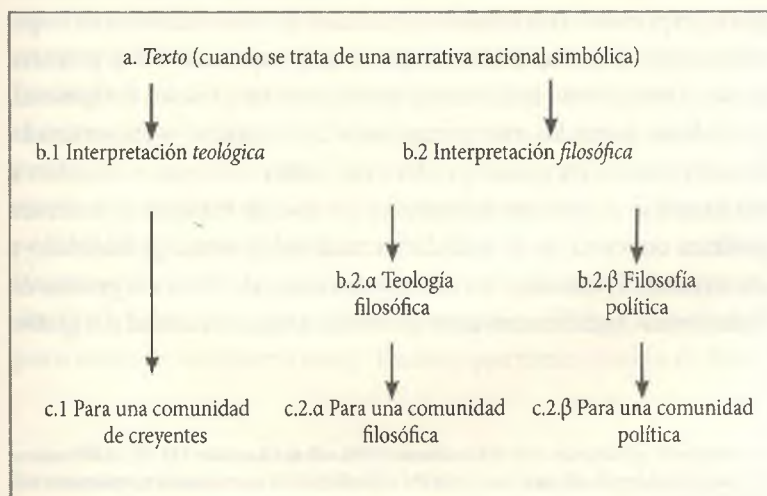 a. Texto (cuando se trata de una narrativa racional simbólica)
b.1 Interpretación teológica
b.2 Interpretación filosófica
b.2.α Teología
filosófica
b.2.β Filosofía
política
c.1 Para una comunidad
de creyentes
c.2.α Para una comunidad
filosófica
c.2.β Para una comunidad
política